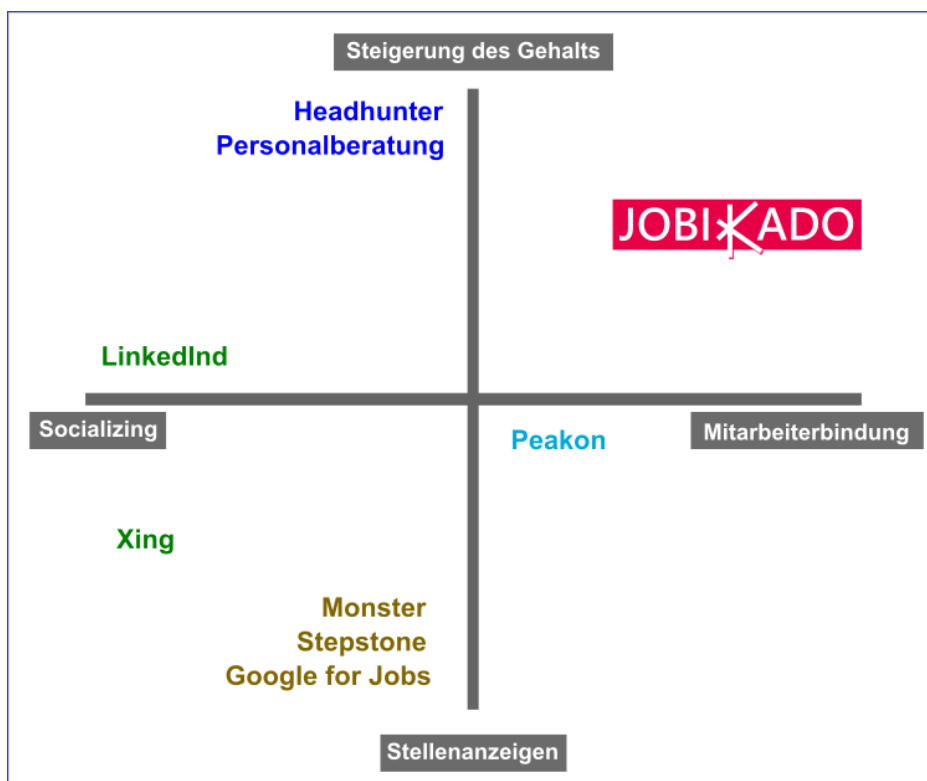 Steigerung des Gehalts
Headhunter
Personalberatung
JOBIKADO
LinkedInd
Socializing
Peakon
Mitarbeiterbindung
Xing
Monster
Stepstone
Google for Jobs
Stellenanzeigen